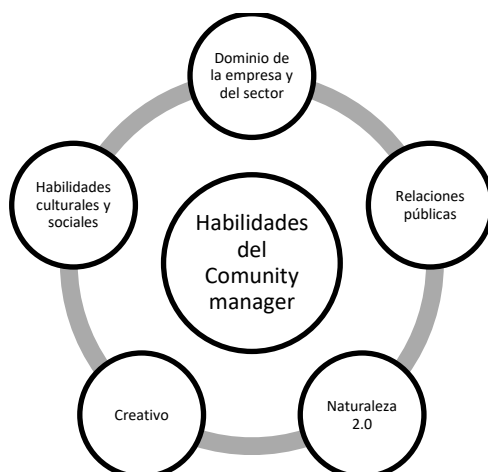 Dominio de
la empresa y
del sector
Habilidades
culturales y
sociales
Relaciones
públicas
Habilidades
del
Comunity
manager
Creativo
Naturaleza
2.0